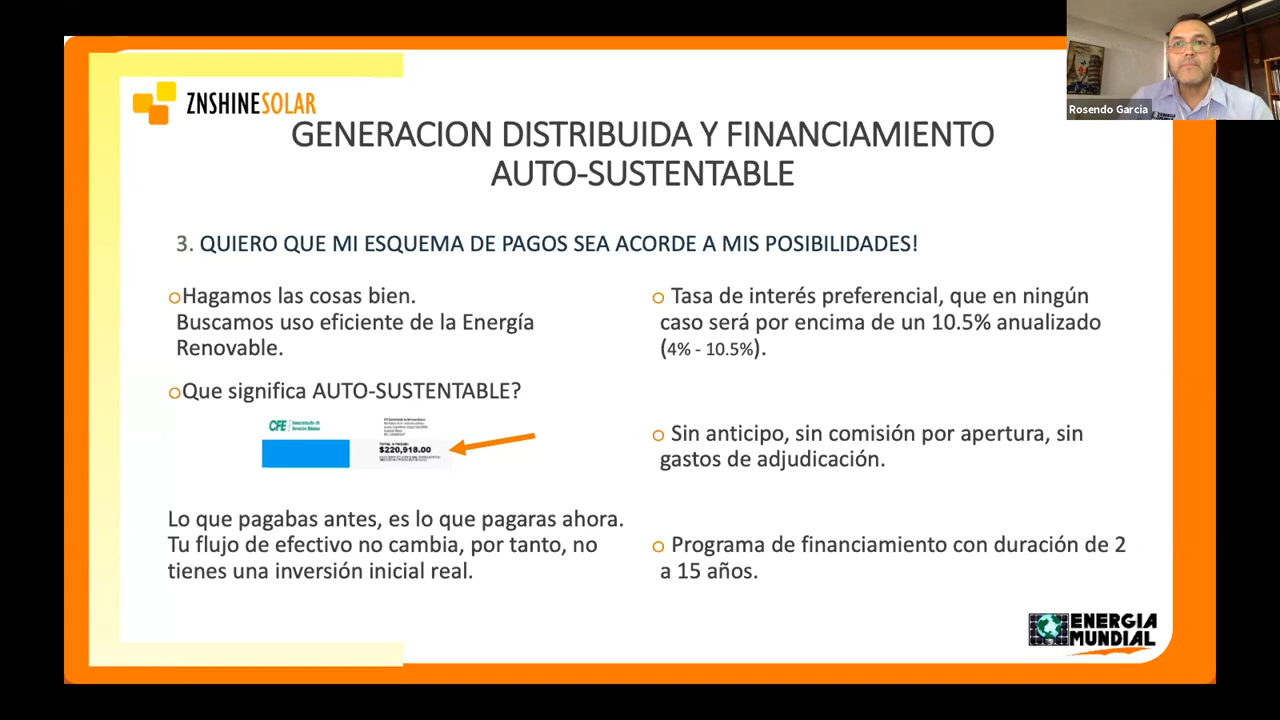 Rosendo Garcia
ZNSHINESOLAR
GENERACION DISTRIBUIDA Y FINANCIAMIENTO
AUTO-SUSTENTABLE
3. QUIERO QUE MI ESQUEMA DE PAGOS SEA ACORDE A MIS POSIBILIDADES!
Hagamos las cosas bien.
Buscamos uso eficiente de la Energía
Renovable.
Que significa AUTO-SUSTENTABLE?
CFE
TOTAL A PAGAR:
$220,918.00
Lo que pagabas antes, es lo que pagaras ahora.
Tu flujo de efectivo no cambia, por tanto, no
tienes una inversión inicial real.
Tasa de interés preferencial, que en ningún
caso será por encima de un 10.5% anualizado
(4% - 10.5%).
Sin anticipo, sin comisión por apertura, sin
gastos de adjudicación.
Programa de financiamiento con duración de 2
a 15 años.
ENERGIA
MUNDIAL